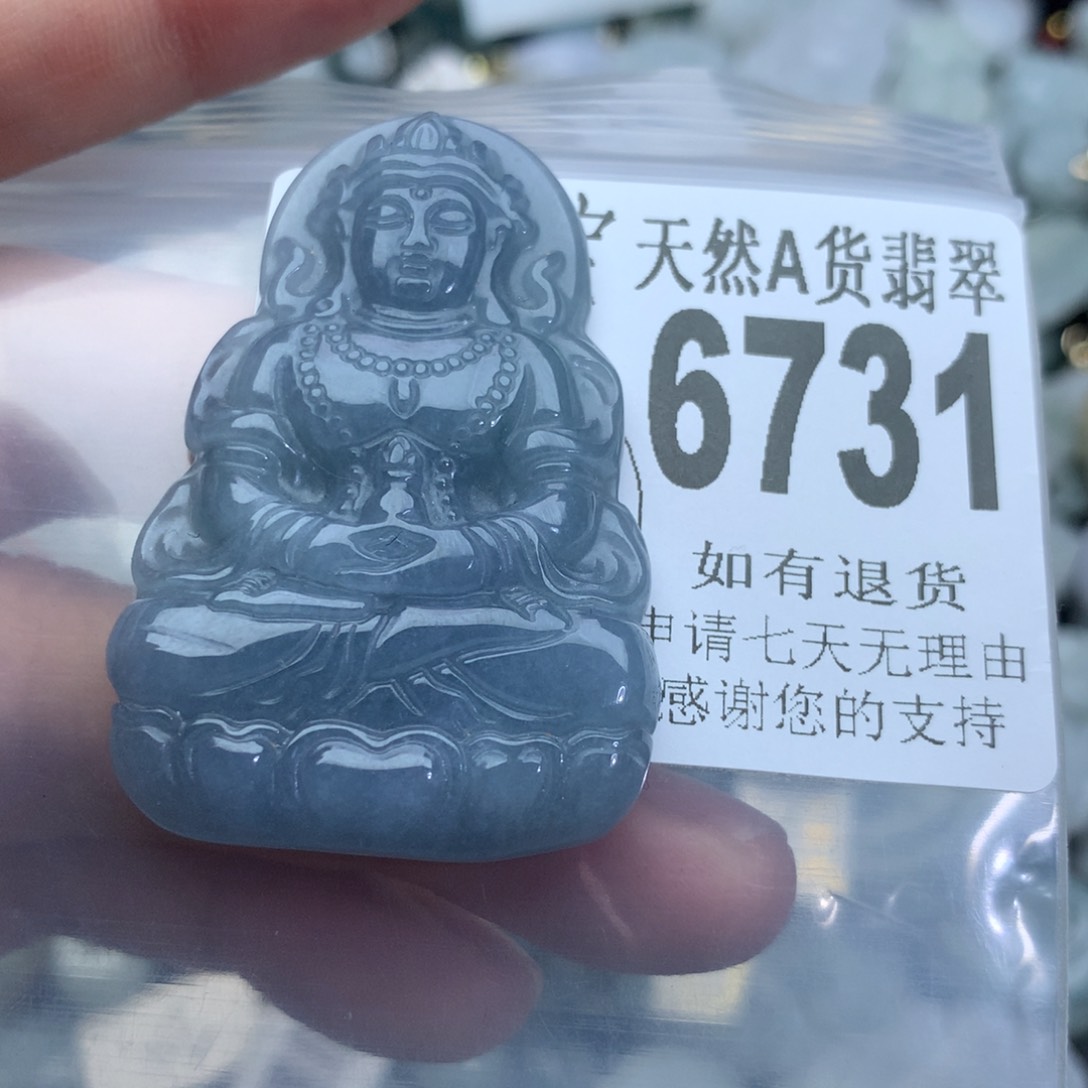 天然A货翡翠
6731
如有退货
申请七天无理由
感谢您的支持